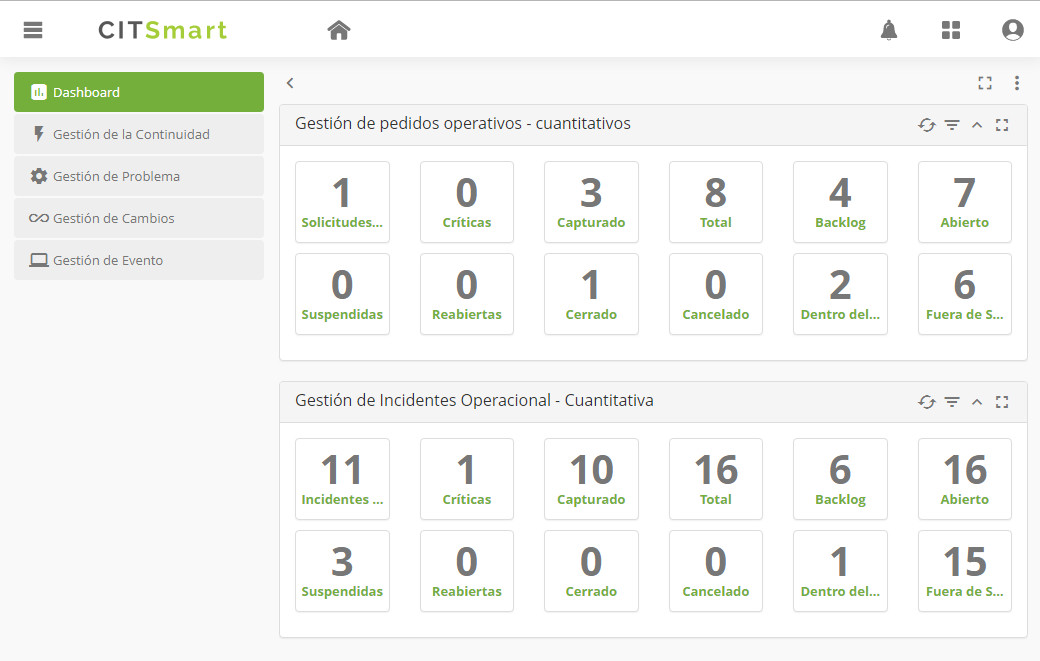 CITSmart
Dashboard
Gestión de la Continuidad
Gestión de Problema
Gestión de Cambios
Gestión de Evento
Gestión de pedidos operativos - cuantitativos
1 0 3 8 4 7
Solicitudes... Críticas Capturado Total Backlog Abierto
0 0 1 0 2 6
Suspendidas Reabiertas Cerrado Cancelado Dentro del... Fuera de S...
Gestión de Incidentes Operacional - Cuantitativa
11 1 10 16 6 16
Incidentes ... Críticas Capturado Total Backlog Abierto
3 0 0 0 1 15
Suspendidas Reabiertas Cerrado Cancelado Dentro del... Fuera de S...